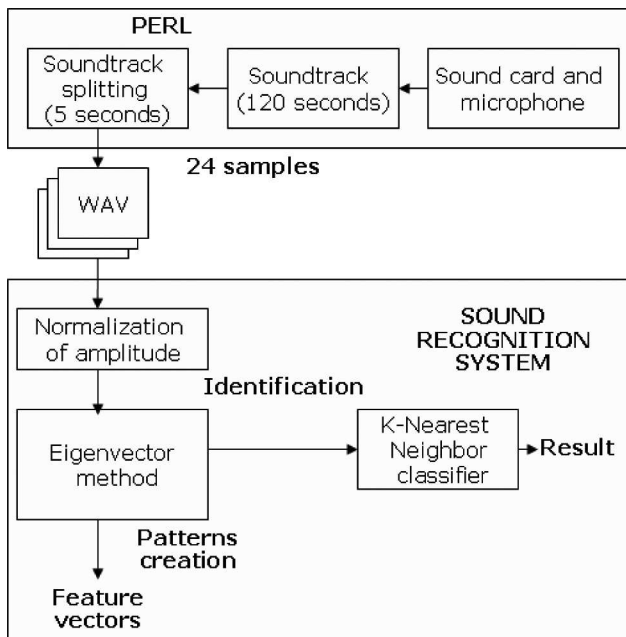 PERL
Soundtrack
splitting
(5 seconds)
Soundtrack
(120 seconds)
Sound card and
microphone
24 samples
WAV
Normalization
of amplitude
SOUND
RECOGNITION
SYSTEM
Identification
Eigenvector
method
K-Nearest
Neighbor
classifier
Result
Patterns
creation
Feature
vectors